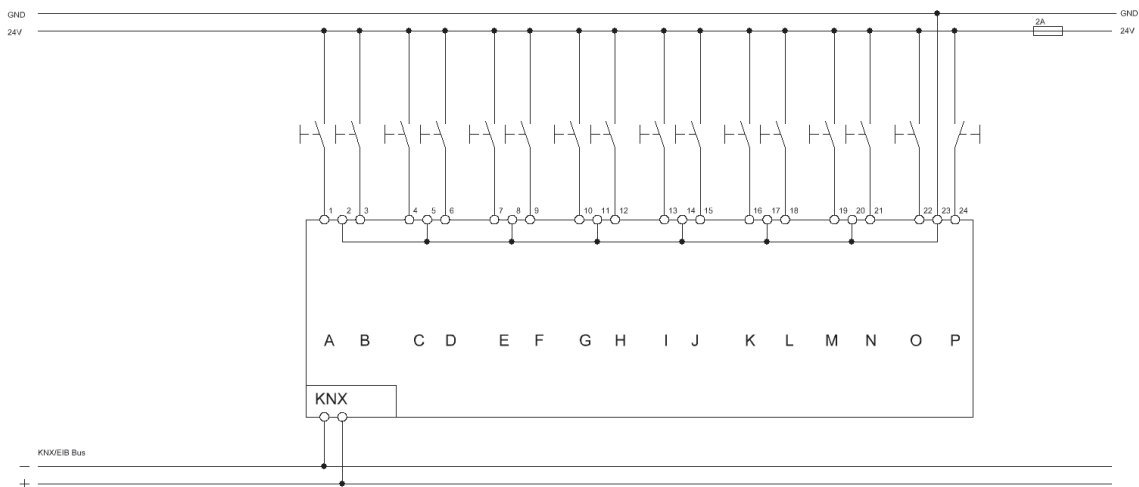 GND GND
2A
24V 24V
1 2 3 4 5 6 7 8 9 10 11 12 13 14 15 16 17 18 19 20 21 22 23 24
A B C D E F G H I J K L M N O P
KNX
KNX/EIB Bus
−
+